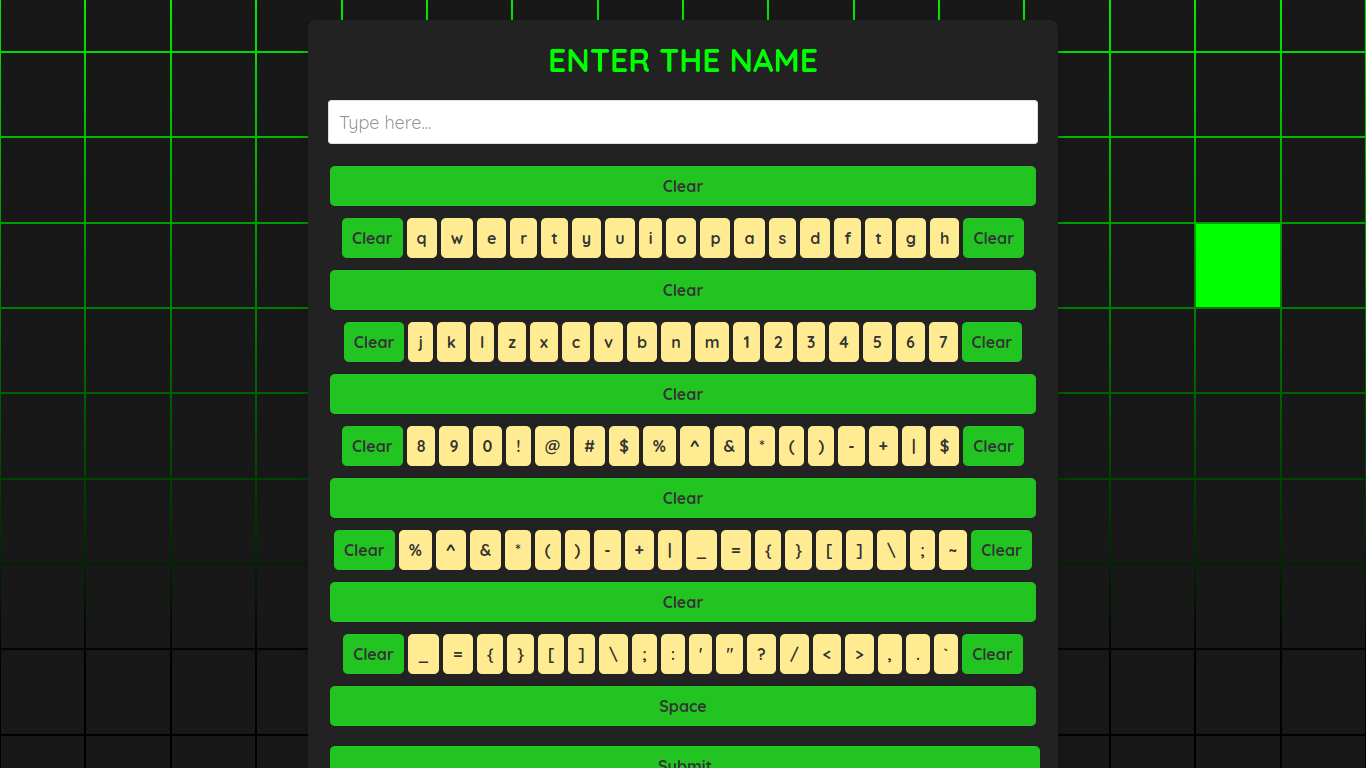 ENTER THE NAME
Type here...
Clear
Clear q w e r t y u i o p a s d f t g h Clear
Clear
Clear j k l z x c v b n m 1 2 3 4 5 6 7 Clear
Clear
Clear 8 9 0 ! @ # $ % ^ & * ( ) - + | $ Clear
Clear
Clear % ^ & * ( ) - + | _ = { } [ ] \ ; ~ Clear
Clear
Clear _ = { } [ ] \ ; : ' " ? / < > , . ` Clear
Space
Submit